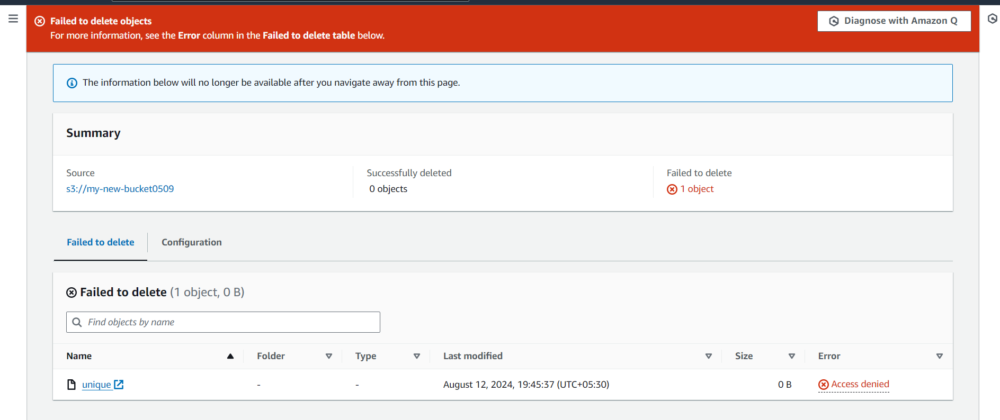 Failed to delete objects
For more information, see the Error column in the Failed to delete table below.
Diagnose with Amazon Q
The information below will no longer be available after you navigate away from this page.
Summary
Source
s3://my-new-bucket0509
Successfully deleted
0 objects
Failed to delete
1 object
Failed to delete
Configuration
Failed to delete (1 object, 0 B)
Find objects by name
Name Folder Type Last modified Size Error
unique - - August 12, 2024, 19:45:37 (UTC+05:30) 0 B Access denied